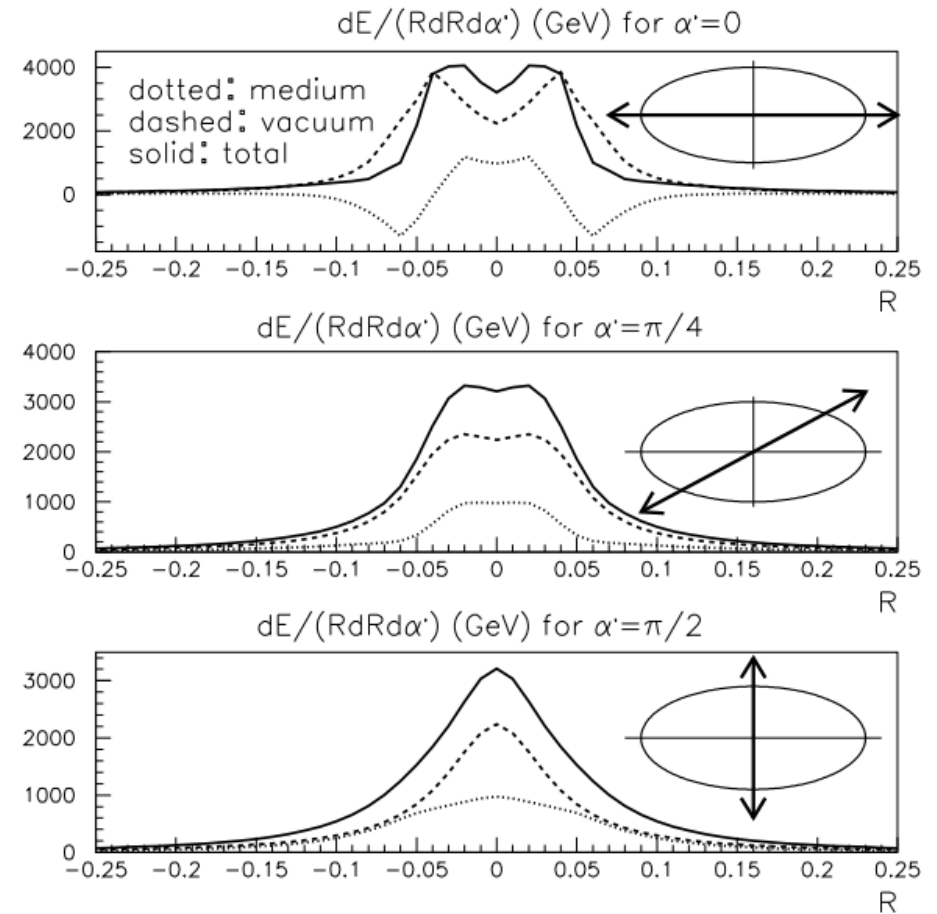 dE/(RdRdα') (GeV) for α'=0
4000
2000
0
dotted: medium
dashed: vacuum
solid: total
−0.25 −0.2 −0.15 −0.1 −0.05 0 0.05 0.1 0.15 0.2 0.25
R
dE/(RdRdα') (GeV) for α'=π/4
4000
3000
2000
1000
0
−0.25 −0.2 −0.15 −0.1 −0.05 0 0.05 0.1 0.15 0.2 0.25
R
dE/(RdRdα') (GeV) for α'=π/2
3000
2000
1000
0
−0.25 −0.2 −0.15 −0.1 −0.05 0 0.05 0.1 0.15 0.2 0.25
R